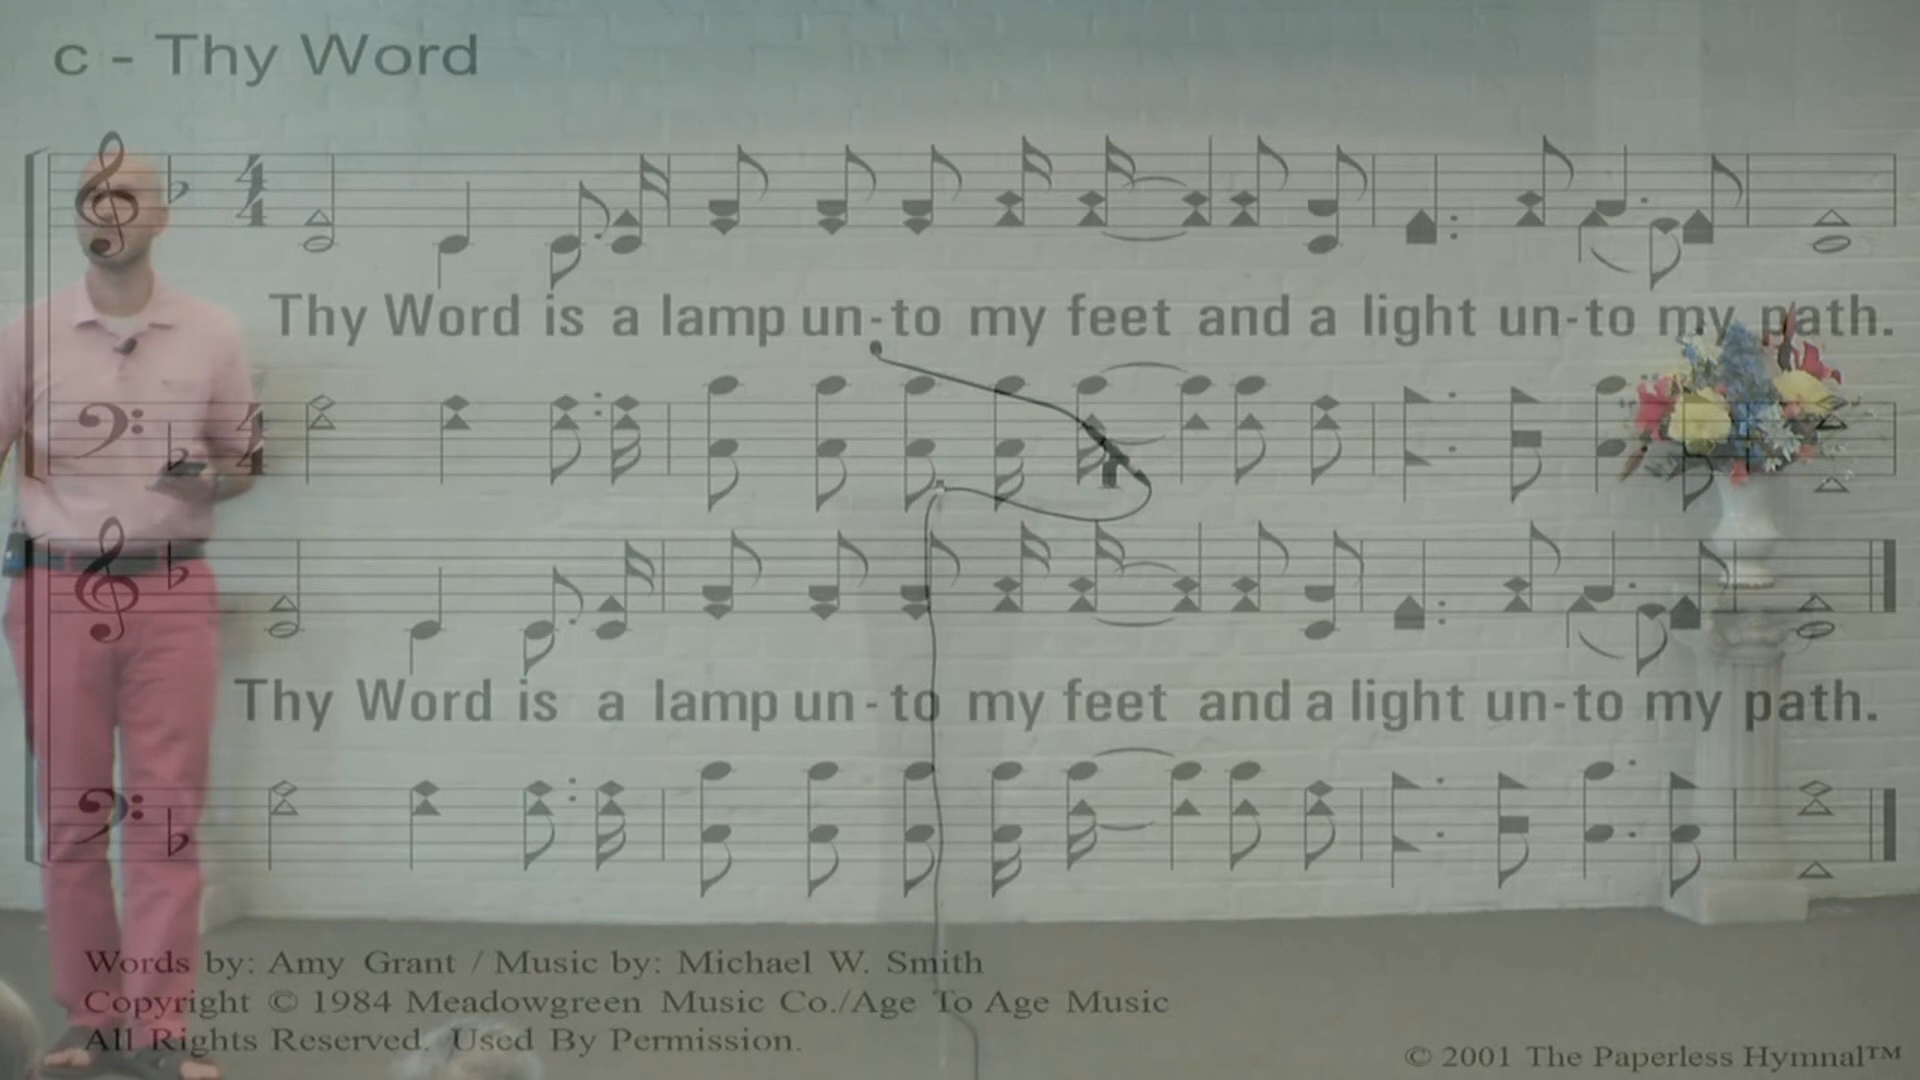 c - Thy Word
Thy Word is a lamp un-to my feet and a light un-to my path.
Thy Word is a lamp un-to my feet and a light un-to my path.
Words by: Amy Grant / Music by: Michael W. Smith
Copyright © 1984 Meadowgreen Music Co./Age To Age Music
All Rights Reserved. Used By Permission.
© 2001 The Paperless Hymnal™